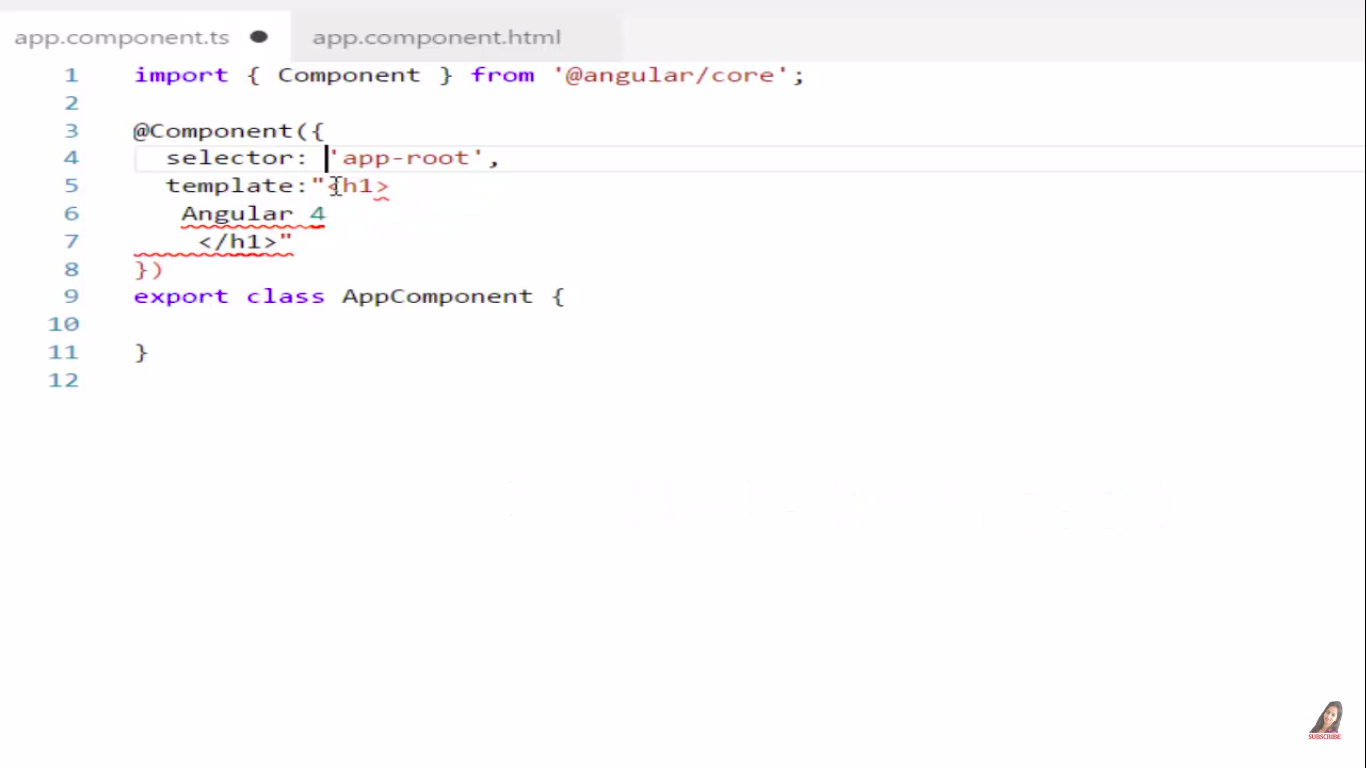 app.component.ts ● app.component.html
1 import { Component } from '@angular/core';
2
3 @Component({
4 selector: 'app-root',
5 template:"<h1>
6 Angular 4
7 </h1>"
8 })
9 export class AppComponent {
10
11 }
12
SUBSCRIBE